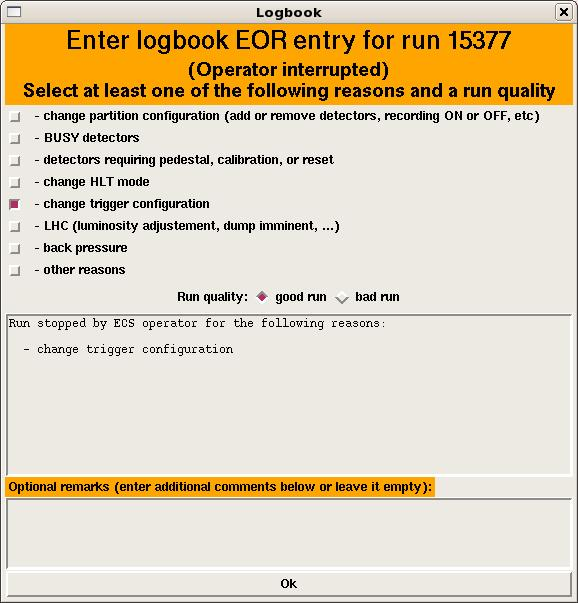 Logbook
Enter logbook EOR entry for run 15377
(Operator interrupted)
Select at least one of the following reasons and a run quality
- change partition configuration (add or remove detectors, recording ON or OFF, etc)
- BUSY detectors
- detectors requiring pedestal, calibration, or reset
- change HLT mode
- change trigger configuration
- LHC (luminosity adjustement, dump imminent, ...)
- back pressure
- other reasons
Run quality: good run bad run
Run stopped by ECS operator for the following reasons:
- change trigger configuration
Optional remarks (enter additional comments below or leave it empty):
Ok